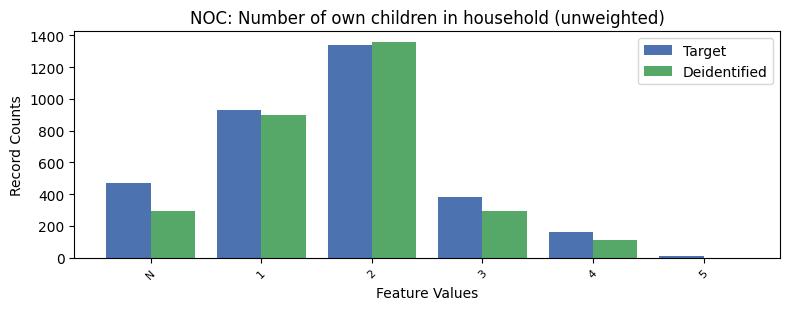 NOC: Number of own children in household (unweighted)
Target
Deidentified
Record Counts
1400
1200
1000
800
600
400
200
0
N
1
2
3
4
5
Feature Values